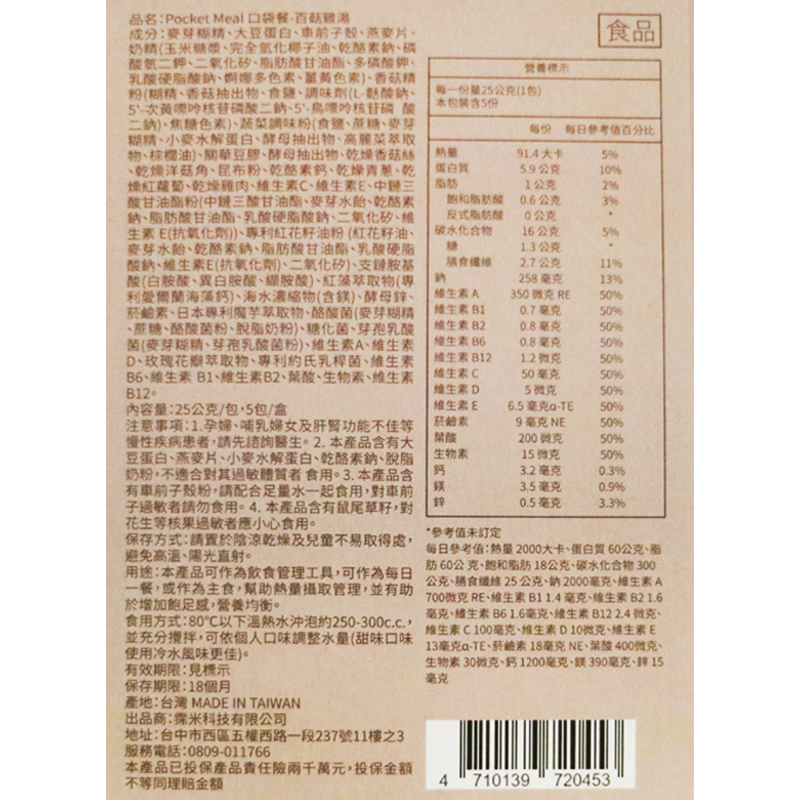 品名：Pocket Meal 口袋餐-百菇雞湯
成分：麥芽糊精、大豆蛋白、車前子殼、燕麥片、
奶精(玉米糖漿、完全氫化椰子油、乾酪素鈉、磷
酸氫二鉀、二氧化矽、脂肪酸甘油酯、多磷酸鉀、
乳酸硬脂酸鈉、婀娜多色素、薑黃色素)、香菇精
粉(糊精、香菇抽出物、食鹽、調味劑(L-麩酸鈉、
5'-次黃嘌呤核苷磷酸二鈉、5'-鳥嘌呤核苷磷 酸
二鈉)、焦糖色素)、蔬菜調味粉(食鹽、蔗糖、麥芽
糊精、小麥水解蛋白、酵母抽出物、高麗菜萃取
物、棕櫚油)、關華豆膠、酵母抽出物、乾燥香菇絲
、乾燥洋菇角、昆布粉、乾酪素鈣、乾燥青蔥、乾
燥紅蘿蔔、乾燥雞肉、維生素C、維生素E、中鏈三
酸甘油酯粉(中鏈三酸甘油酯、麥芽水飴、乾酪素
鈉、脂肪酸甘油酯、乳酸硬脂酸鈉、二氧化矽、維
生素 E(抗氧化劑))、專利紅花籽油粉 (紅花籽油、
麥芽水飴、乾酪素鈉、脂肪酸甘油酯、乳酸硬脂
酸鈉、維生素E(抗氧化劑)、二氧化矽)、支鏈胺基
酸(白胺酸、異白胺酸、纈胺酸)、紅藻萃取物(專
利愛爾蘭海藻鈣)、海水濃縮物(含鎂)、酵母鋅、
菸鹼素、日本專利魔芋萃取物、酪酸菌(麥芽糊精
、蔗糖、酪酸菌粉、脫脂奶粉)、糖化菌、芽孢乳酸
菌(麥芽糊精、芽孢乳酸菌粉)、維生素A、維生素
D、玫瑰花瓣萃取物、專利約氏乳桿菌、維生素
B6、維生素 B1、維生素B2、葉酸、生物素、維生素
B12。
內容量：25公克/包，5包/盒
注意事項：1.孕婦、哺乳婦女及肝腎功能不佳等
慢性疾病患者，請先諮詢醫生。2. 本產品含有大
豆蛋白、燕麥片、小麥水解蛋白、乾酪素鈉、脫脂
奶粉，不適合對其過敏體質者 食用。3. 本產品含
有車前子殼粉，請配合足量水一起食用，對車前
子過敏者請勿食用。4. 本產品含有鼠尾草籽，對
花生等核果過敏者應小心食用。
保存方式：請置於陰涼乾燥及兒童不易取得處，
避免高溫、陽光直射。
用途：本產品可作為飲食管理工具，可作為每日
一餐，或作為主食，幫助熱量攝取管理，並有助
於增加飽足感，營養均衡。
食用方式：80℃以下溫熱水沖泡約250-300c.c.，
並充分攪拌，可依個人口味調整水量(甜味口味
使用冷水風味更佳)。
有效期限：見標示
保存期限：18個月
產地：台灣 MADE IN TAIWAN
出品商：霂米科技有限公司
地址：台中市西區五權西路一段237號11樓之3
服務電話：0809-011766
本產品已投保產品責任險兩千萬元，投保金額
不等同理賠金額
食品
營養標示
每一份量25公克(1包)
本包裝含5份
每份 每日參考值百分比
熱量 91.4 大卡 5%
蛋白質 5.9 公克 10%
脂肪 1 公克 2%
飽和脂肪酸 0.6 公克 3%
反式脂肪酸 0 公克 *
碳水化合物 16 公克 5%
糖 1.3 公克 *
膳食纖維 2.7 公克 11%
鈉 258 毫克 13%
維生素 A 350 微克 RE 50%
維生素 B1 0.7 毫克 50%
維生素 B2 0.8 毫克 50%
維生素 B6 0.8 毫克 50%
維生素 B12 1.2 微克 50%
維生素 C 50 毫克 50%
維生素 D 5 微克 50%
維生素 E 6.5 毫克α-TE 50%
菸鹼素 9 毫克 NE 50%
葉酸 200 微克 50%
生物素 15 微克 50%
鈣 3.2 毫克 0.3%
鎂 3.5 毫克 0.9%
鋅 0.5 毫克 3.3%
*參考值未訂定
每日參考值：熱量 2000大卡、蛋白質 60公克、脂
肪 60公 克、飽和脂肪 18公克、碳水化合物 300
公克、膳食纖維 25 公克、鈉 2000毫克、維生素 A
700微克 RE、維生素 B1 1.4 毫克、維生素 B2 1.6
毫克、維生素 B6 1.6毫克、維生素 B12 2.4 微克、
維生素 C 100毫克、維生素 D 10微克、維生素 E
13毫克α-TE、菸鹼素 18毫克 NE、葉酸 400微克、
生物素 30微克、鈣 1200毫克、鎂 390毫克、鋅 15
毫克
4 710139 720453